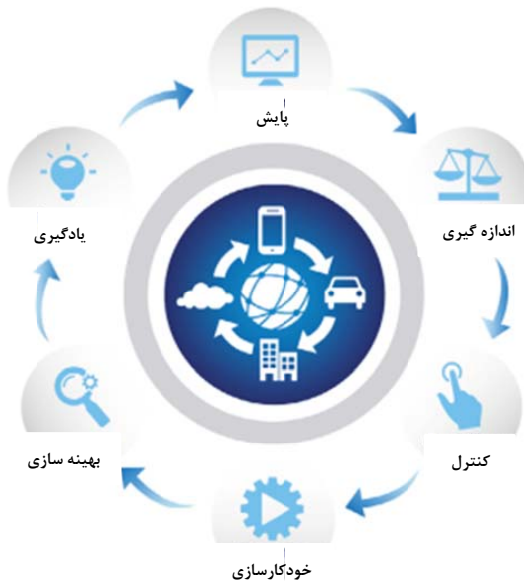 پایش
اندازه گیری
کنترل
خودکارسازی
بهینه سازی
یادگیری